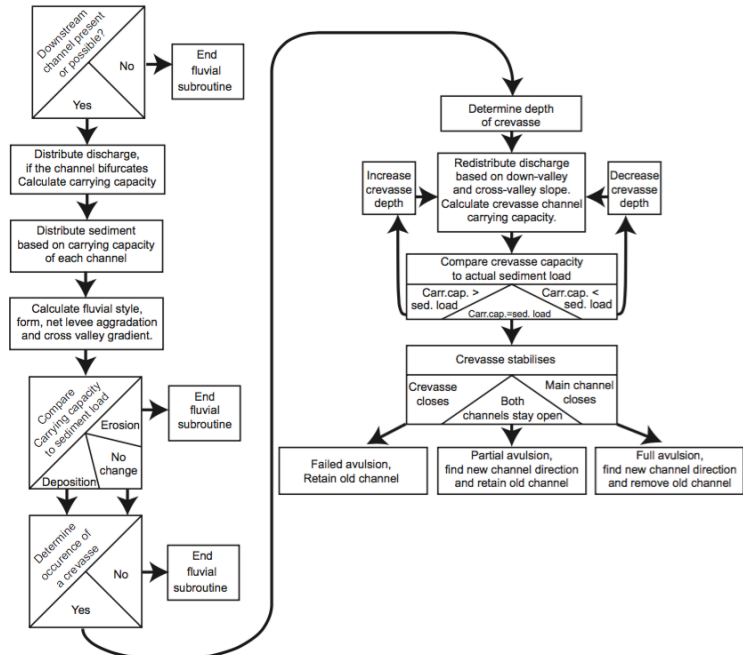 Downstream
channel present
or possible?
No
Yes
End
fluvial
subroutine
Distribute discharge,
if the channel bifurcates
Calculate carrying capacity
Distribute sediment
based on carrying capacity
of each channel
Calculate fluvial style,
form, net levee aggradation
and cross valley gradient.
Compare
Carrying capacity
to sediment load
Erosion
No
change
Deposition
End
fluvial
subroutine
Determine
occurence of
a crevasse
No
Yes
End
fluvial
subroutine
Determine depth
of crevasse
Increase
crevasse
depth
Redistribute discharge
based on down-valley
and cross-valley slope.
Calculate crevasse channel
carrying capacity.
Decrease
crevasse
depth
Compare crevasse capacity
to actual sediment load
Carr.cap. >
sed. load
Carr.cap. <
sed. load
Carr.cap.=sed. load
Crevasse stabilises
Crevasse
closes
Both
channels stay open
Main channel
closes
Failed avulsion,
Retain old channel
Partial avulsion,
find new channel direction
and retain old channel
Full avulsion,
find new channel direction
and remove old channel